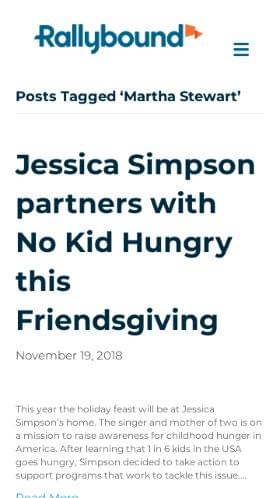 Rallybound
Posts Tagged ‘Martha Stewart’
Jessica Simpson
partners with
No Kid Hungry
this
Friendsgiving
November 19, 2018
This year the holiday feast will be at Jessica
Simpson's home. The singer and mother of two is on
a mission to raise awareness for childhood hunger in
America. After learning that 1 in 6 kids in the USA
goes hungry, Simpson decided to take action to
support programs that work to tackle this issue....
Read More